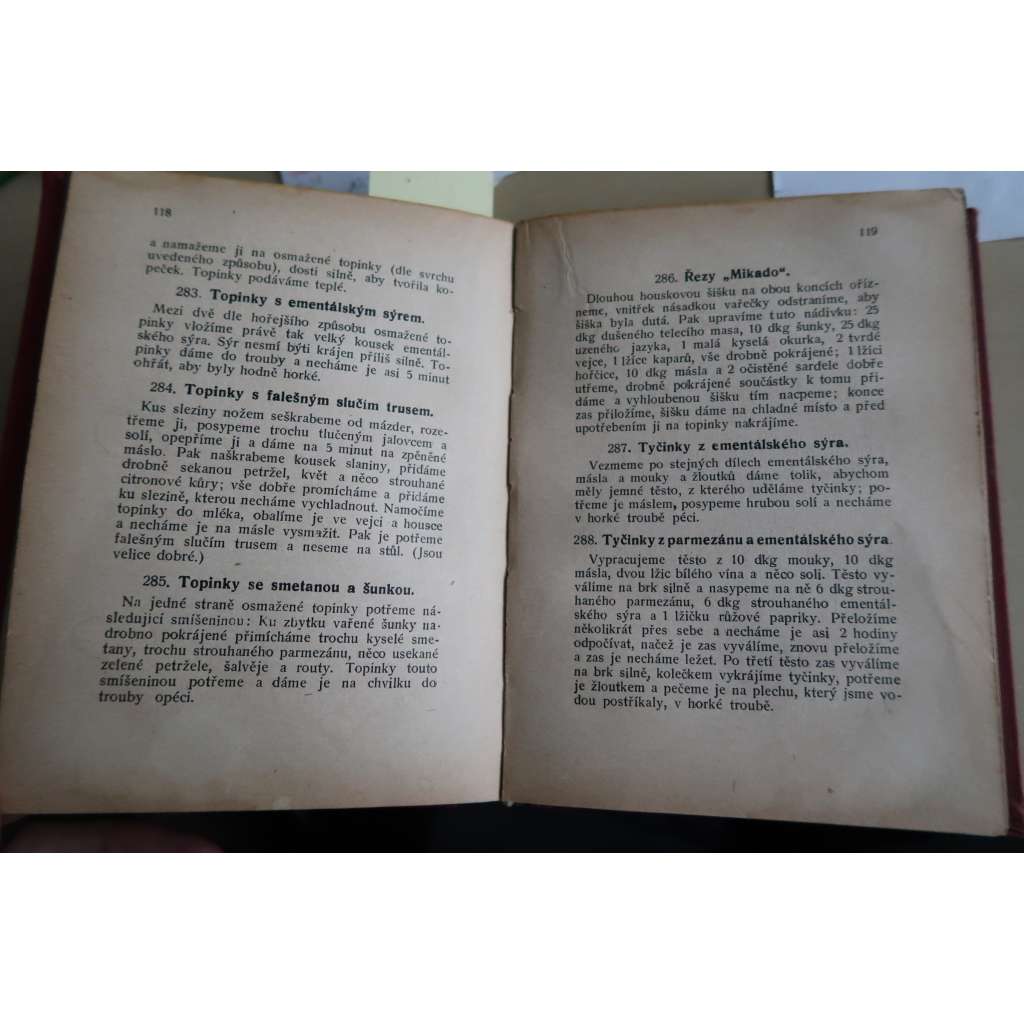 118
a namažeme ji na osmažené topinky (dle svrchu
uvedeného způsobu), dosti silně, aby tvořila ko-
peček. Topinky podáváme teplé.
283. Topinky s ementálským sýrem.
Mezi dvě dle hořejšího způsobu osmažené to-
pinky vložíme právě tak velký kousek ementál-
ského sýra. Sýr nesmí býti krájen příliš silně. To-
pinky dáme do trouby a necháme je asi 5 minut
ohřát, aby byly hodně horké.
284. Topinky s falešným slučím trusem.
Kus sleziny nožem seškrabeme od mázder, roze-
třeme ji, posypeme trochu tlučeným jalovcem a
solí, opepříme ji a dáme na 5 minut na zpěněné
máslo. Pak naškrabeme kousek slaniny, přidáme
drobně sekanou petržel, květ a něco strouhané
citronové kůry; vše dobře promícháme a přidáme
ku slezině, kterou necháme vychladnout. Namočíme
topinky do mléka, obalíme je ve vejci a housce
a necháme je na másle vysmažit. Pak je potřeme
falešným slučím trusem a neseme na stůl. (Jsou
velice dobré.)
285. Topinky se smetanou a šunkou.
Na jedné straně osmažené topinky potřeme ná-
sledující smíšeninou: Ku zbytku vařené šunky na-
drobno pokrájené přimícháme trochu kyselé sme-
tany, trochu strouhaného parmezánu, něco usekané
zelené petržele, šalvěje a routy. Topinky touto
smíšeninou potřeme a dáme je na chvilku do
trouby opéci.
119
286. Řezy „Mikado“.
Dlouhou houskovou šišku na obou koncích ořízne-
neme, vnitřek násadkou vařečky odstraníme, aby
šiška byla dutá. Pak upravíme tuto nádivku: 25
dkg dušeného telecího masa, 10 dkg šunky, 25 dkg
uzeného jazyka, 1 malá kyselá okurka, 2 tvrdé
vejce, 1 lžíce kaparů, vše drobně pokrájené; 1 lžíci
hořčice, 10 dkg másla a 2 očistěné sardele dobře
utřeme, drobně pokrájené součástky k tomu při-
dáme a vyhloubenou šišku tím nacpeme; konce
zas přiložíme, šišku dáme na chladné místo a před
upotřebením ji na topinky nakrájíme.
287. Tyčinky z ementálského sýra.
Vezmeme po stejných dílech ementálského sýra,
másla a mouky a žloutků dáme tolik, abychom
měly jemné těsto, z kterého uděláme tyčinky; po-
třeme je máslem, posypeme hrubou solí a necháme
v horké troubě péci.
288. Tyčinky z parmezánu a ementálského sýra.
Vypracujeme těsto z 10 dkg mouky, 10 dkg
másla, dvou lžic bílého vína a něco soli. Těsto vy-
válíme na brk silně a nasypeme na ně 6 dkg strou-
haného parmezánu, 6 dkg strouhaného ementál-
ského sýra a 1 lžičku růžové papriky. Přeložíme
několikrát přes sebe a necháme je asi 2 hodiny
odpočívat, načež je zas vyválíme, znovu přeložíme
a zas je necháme ležet. Po třetí těsto zas vyválíme
na brk silně, kolečkem vykrájíme tyčinky, potřeme
je žloutkem a pečeme je na plechu, který jsme vo-
dou postříkaly, v horké troubě.